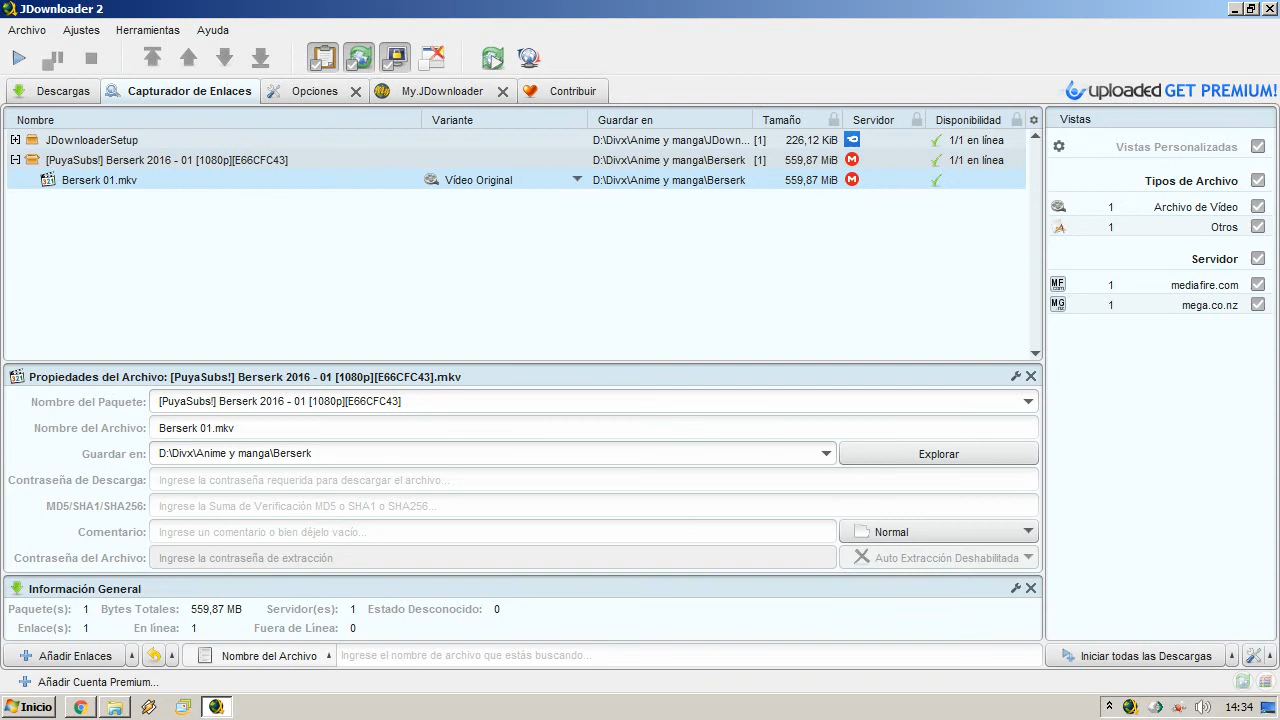 JDownloader 2
Archivo Ajustes Herramientas Ayuda
Descargas Capturador de Enlaces Opciones My.JDownloader Contribuir
uploaded GET PREMIUM!
Nombre Variante Guardar en Tamaño Servidor Disponibilidad
JDownloaderSetup D:\Divx\Anime y manga\JDown... [1] 226,12 KiB 1/1 en línea
[PuyaSubs!] Berserk 2016 - 01 [1080p][E66CFC43] D:\Divx\Anime y manga\Berserk [1] 559,87 MiB M 1/1 en línea
Berserk 01.mkv Vídeo Original D:\Divx\Anime y manga\Berserk 559,87 MiB M
Vistas
Vistas Personalizadas
Tipos de Archivo
1 Archivo de Vídeo
1 Otros
Servidor
MF.com 1 mediafire.com
MG.nz 1 mega.co.nz
Propiedades del Archivo: [PuyaSubs!] Berserk 2016 - 01 [1080p][E66CFC43].mkv
Nombre del Paquete: [PuyaSubs!] Berserk 2016 - 01 [1080p][E66CFC43]
Nombre del Archivo: Berserk 01.mkv
Guardar en: D:\Divx\Anime y manga\Berserk Explorar
Contraseña de Descarga: Ingrese la contraseña requerida para descargar el archivo...
MD5/SHA1/SHA256: Ingrese la Suma de Verificación MD5 o SHA1 o SHA256...
Comentario: Ingrese un comentario o bien déjelo vacío... Normal
Contraseña del Archivo: Ingrese la contraseña de extracción Auto Extracción Deshabilitada
Información General
Paquete(s): 1 Bytes Totales: 559,87 MB Servidor(es): 1 Estado Desconocido: 0
Enlace(s): 1 En línea: 1 Fuera de Línea: 0
Añadir Enlaces Nombre del Archivo Ingrese el nombre de archivo que estás buscando... Iniciar todas las Descargas
Añadir Cuenta Premium...
Inicio 14:34